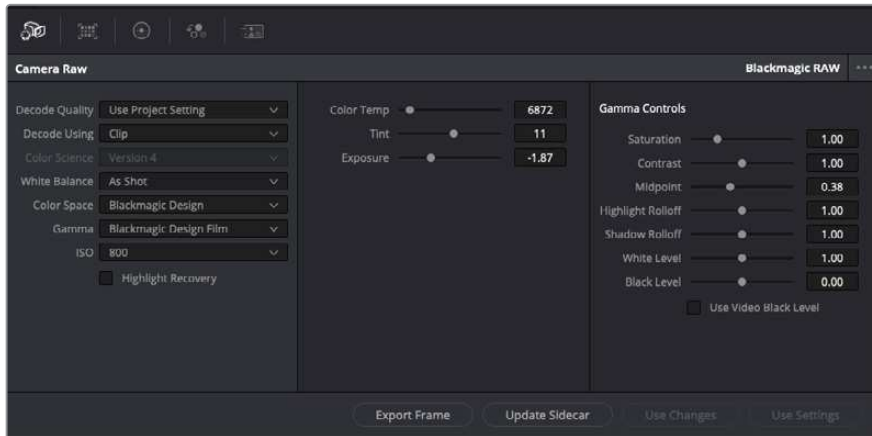 Camera Raw
Blackmagic RAW
Decode Quality Use Project Setting
Decode Using Clip
Color Science Version 4
White Balance As Shot
Color Space Blackmagic Design
Gamma Blackmagic Design Film
ISO 800
Highlight Recovery
Color Temp 6872
Tint 11
Exposure -1.87
Gamma Controls
Saturation 1.00
Contrast 1.00
Midpoint 0.38
Highlight Rolloff 1.00
Shadow Rolloff 1.00
White Level 1.00
Black Level 0.00
Use Video Black Level
Export Frame
Update Sidecar
Use Changes
Use Settings